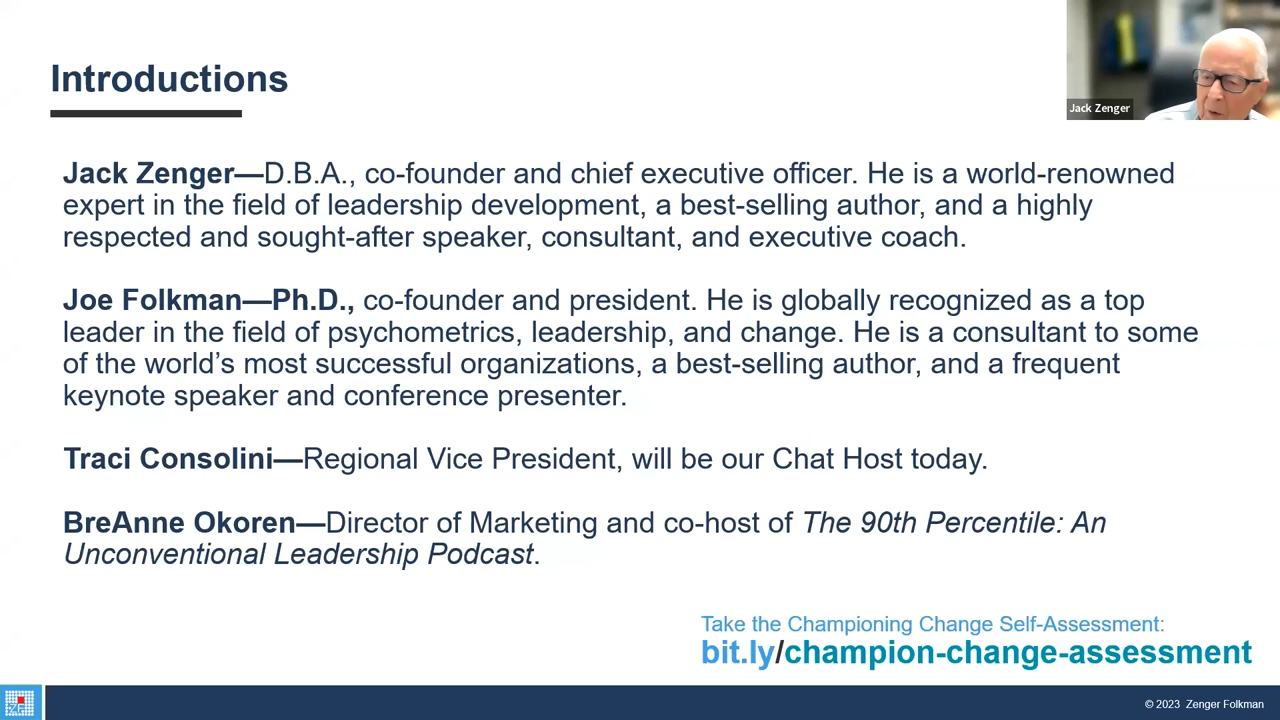 Introductions
Jack Zenger
Jack Zenger—D.B.A., co-founder and chief executive officer. He is a world-renowned
expert in the field of leadership development, a best-selling author, and a highly
respected and sought-after speaker, consultant, and executive coach.
Joe Folkman—Ph.D., co-founder and president. He is globally recognized as a top
leader in the field of psychometrics, leadership, and change. He is a consultant to some
of the world's most successful organizations, a best-selling author, and a frequent
keynote speaker and conference presenter.
Traci Consolini—Regional Vice President, will be our Chat Host today.
BreAnne Okoren—Director of Marketing and co-host of The 90th Percentile: An
Unconventional Leadership Podcast.
Take the Championing Change Self-Assessment:
bit.ly/champion-change-assessment
© 2023 Zenger Folkman